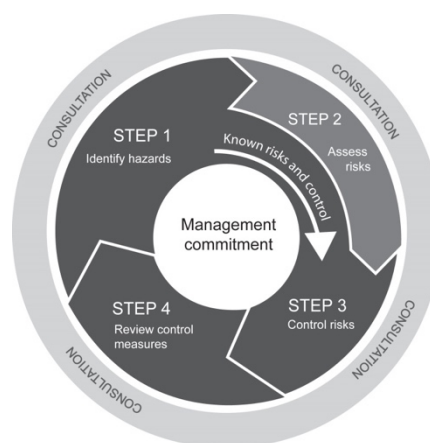 CONSULTATION
CONSULTATION
STEP 1
Identify hazards
STEP 2
Assess
risks
Known risks and control
Management
commitment
STEP 4
Review control
measures
STEP 3
Control risks
CONSULTATION
CONSULTATION